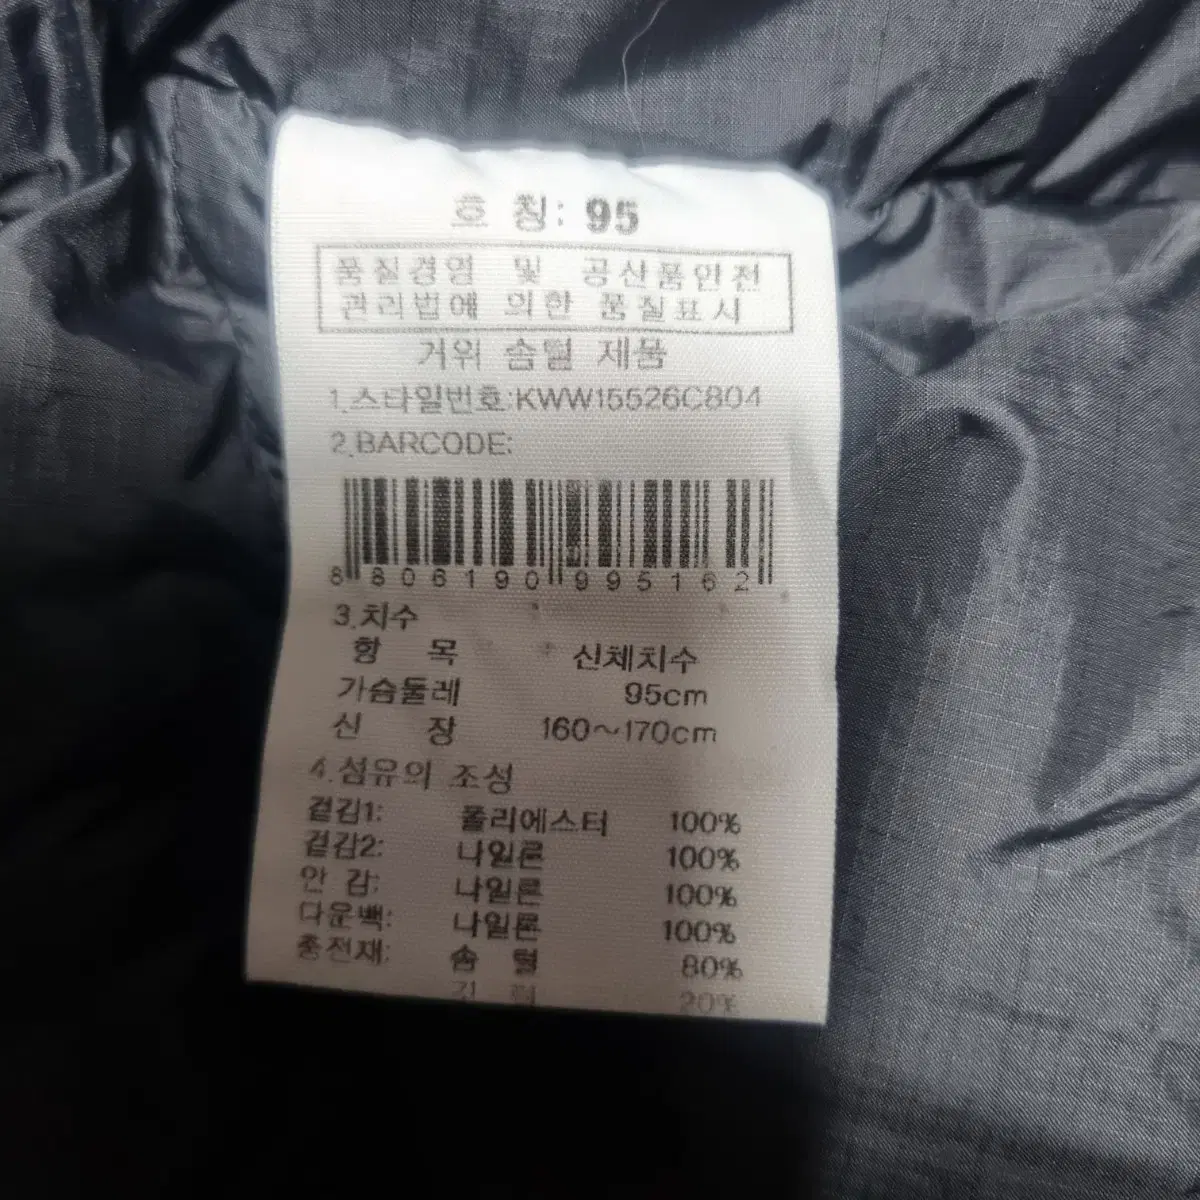 호 칭: 95
품질경영 및 공산품안전
관리법에 의한 품질표시
거위 솜털 제품
1.스타일번호:KWW15526C804
2.BARCODE:
8 806190 995162
3.치수
항 목 신체치수
가슴둘레 95cm
신 장 160~170cm
4.섬유의 조성
겉감1: 폴리에스터 100%
겉감2: 나일론 100%
안 감: 나일론 100%
다운백: 나일론 100%
충전재: 솜 털 80%
깃 털 20%